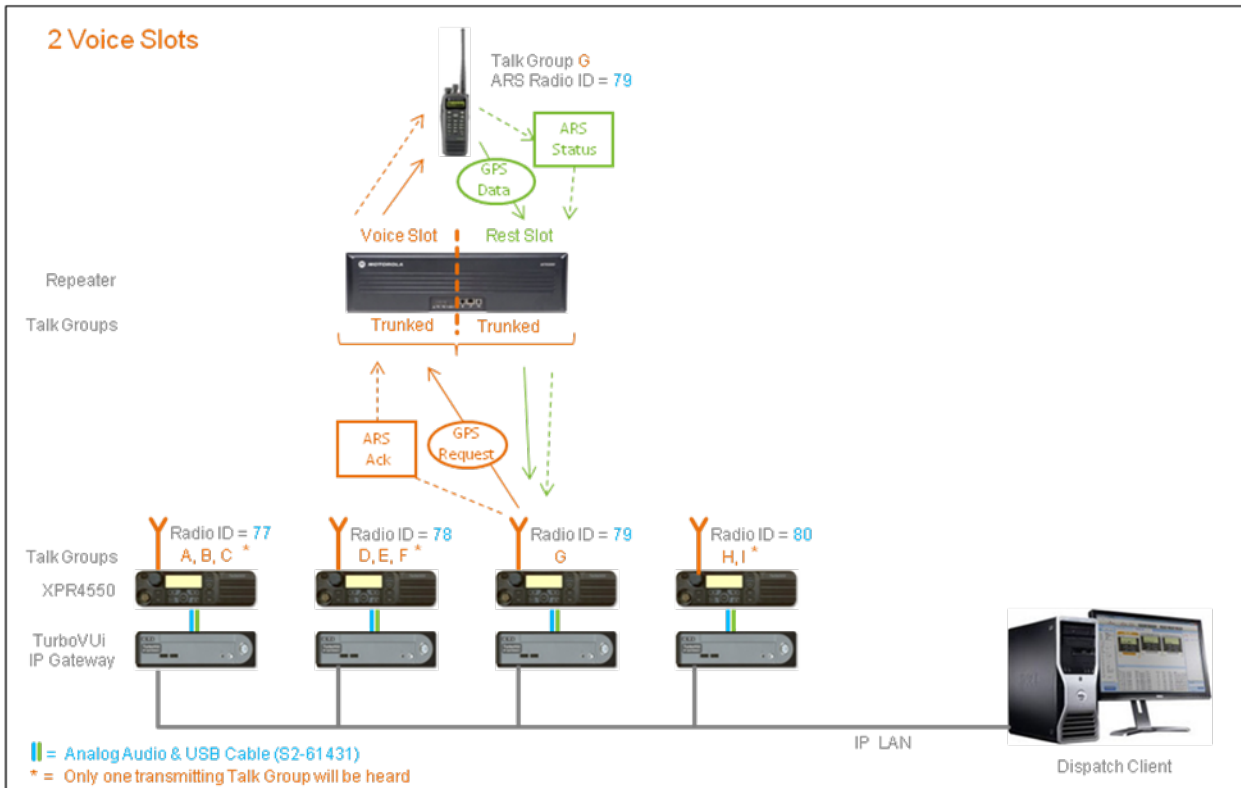 2 Voice Slots
Talk Group G
ARS Radio ID = 79
ARS
Status
GPS
Data
Voice Slot
Rest Slot
MOTOROLA
Repeater
Talk Groups
Trunked
Trunked
ARS
Ack
GPS
Request
Radio ID = 77
Radio ID = 78
Radio ID = 79
Radio ID = 80
Talk Groups
A, B, C *
D, E, F *
G
H, I *
XPR4550
TurboVUi
IP Gateway
IP LAN
Dispatch Client
= Analog Audio & USB Cable (S2-61431)
* = Only one transmitting Talk Group will be heard